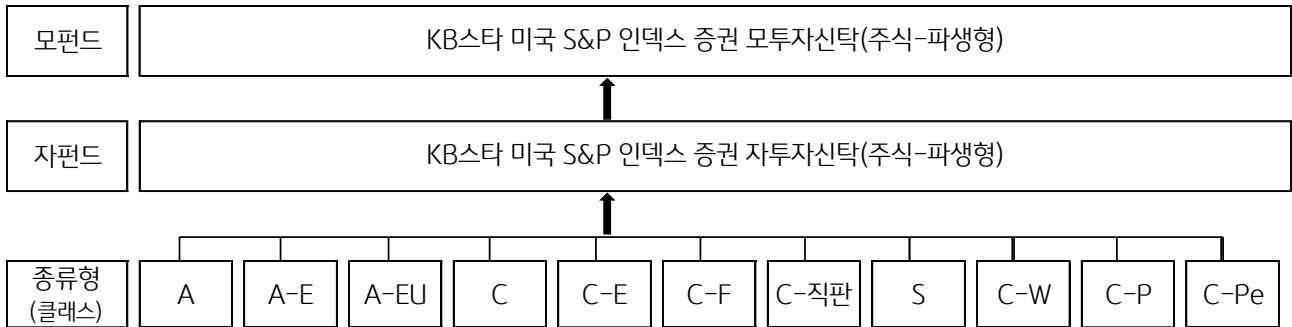 모펀드
KB스타 미국 S&P 인덱스 증권 모투자신탁(주식-파생형)
자펀드
KB스타 미국 S&P 인덱스 증권 자투자신탁(주식-파생형)
종류형
(클래스)
A
A-E
A-EU
C
C-E
C-F
C-직판
S
C-W
C-P
C-Pe